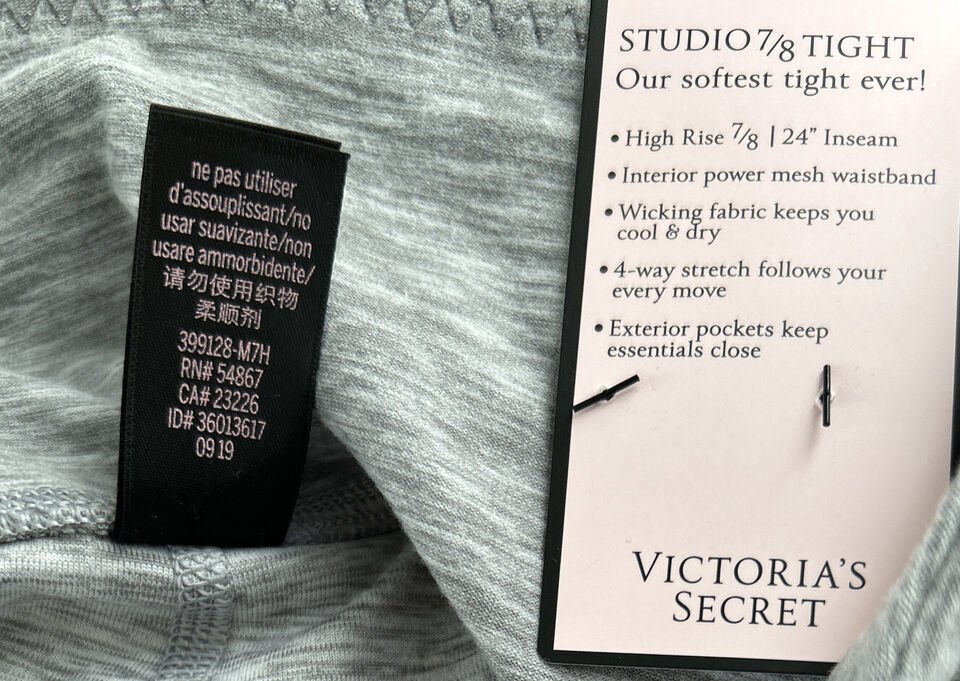 ne pas utiliser
d'assouplissant/no
usar suavizante/non
usare ammorbidente/
请勿使用织物
柔顺剂
399128-M7H
RN# 54867
CA# 23226
ID# 36013617
09 19
STUDIO 7/8 TIGHT
Our softest tight ever!
• High Rise 7/8 | 24" Inseam
• Interior power mesh waistband
• Wicking fabric keeps you
cool & dry
• 4-way stretch follows your
every move
• Exterior pockets keep
essentials close
VICTORIA'S
SECRET